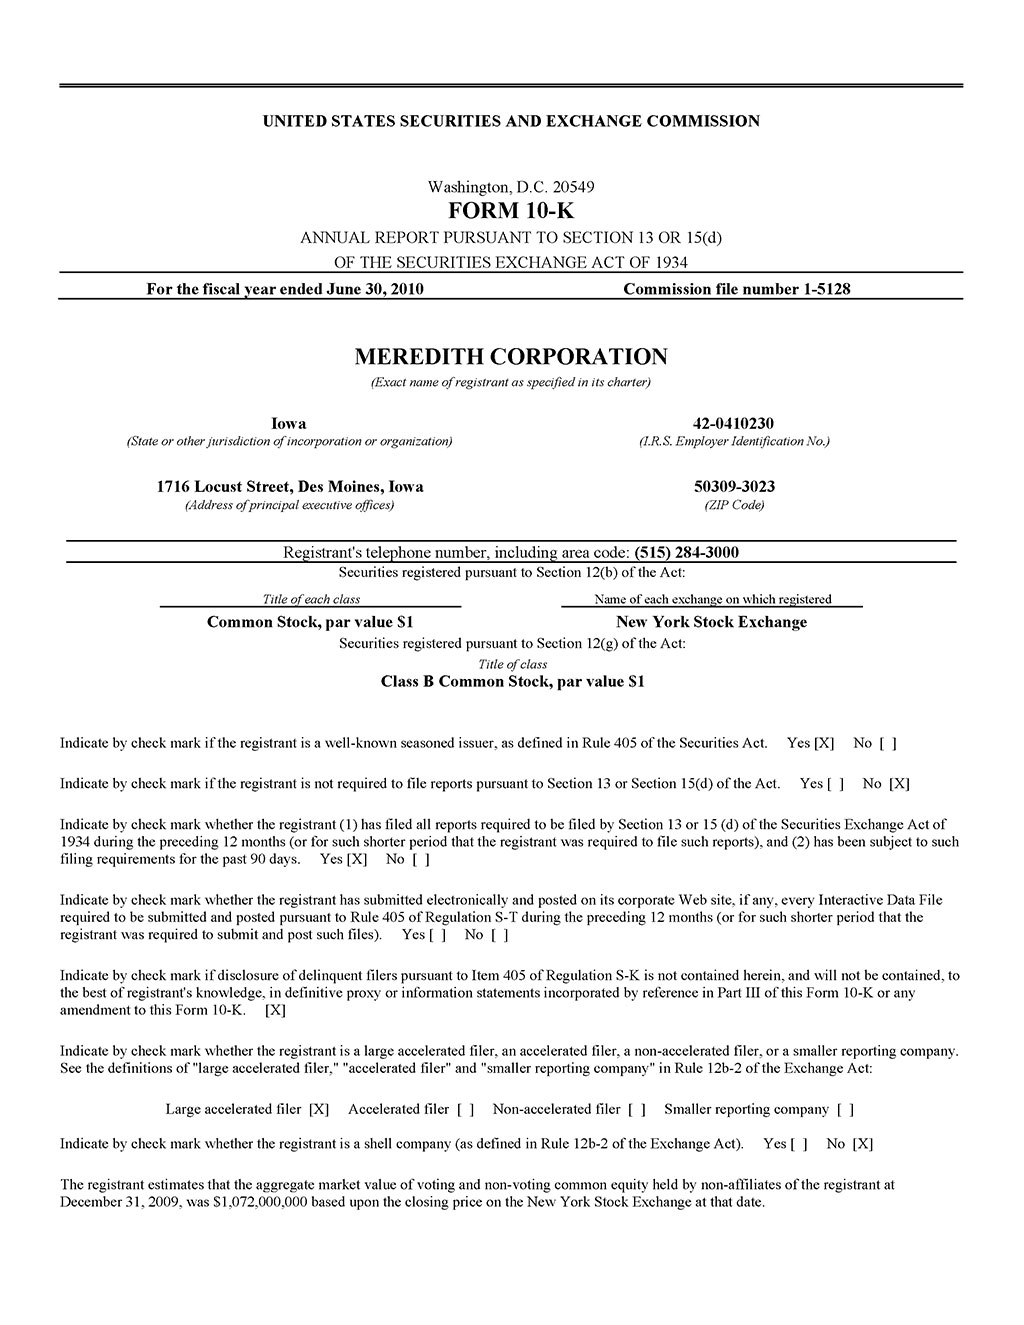 UNITED STATES SECURITIES AND EXCHANGE COMMISSION
Washington, D.C. 20549
FORM 10-K
ANNUAL REPORT PURSUANT TO SECTION 13 OR 15(d)
OF THE SECURITIES EXCHANGE ACT OF 1934
For the fiscal year ended June 30, 2010 Commission file number 1-5128
MEREDITH CORPORATION
(Exact name of registrant as specified in its charter)
Iowa 42-0410230
(State or other jurisdiction of incorporation or organization) (I.R.S. Employer Identification No.)
1716 Locust Street, Des Moines, Iowa 50309-3023
(Address of principal executive offices) (ZIP Code)
Registrant's telephone number, including area code: (515) 284-3000
Securities registered pursuant to Section 12(b) of the Act:
Title of each class Name of each exchange on which registered
Common Stock, par value $1 New York Stock Exchange
Securities registered pursuant to Section 12(g) of the Act:
Title of class
Class B Common Stock, par value $1
Indicate by check mark if the registrant is a well-known seasoned issuer, as defined in Rule 405 of the Securities Act. Yes [X] No [ ]
Indicate by check mark if the registrant is not required to file reports pursuant to Section 13 or Section 15(d) of the Act. Yes [ ] No [X]
Indicate by check mark whether the registrant (1) has filed all reports required to be filed by Section 13 or 15 (d) of the Securities Exchange Act of
1934 during the preceding 12 months (or for such shorter period that the registrant was required to file such reports), and (2) has been subject to such
filing requirements for the past 90 days. Yes [X] No [ ]
Indicate by check mark whether the registrant has submitted electronically and posted on its corporate Web site, if any, every Interactive Data File
required to be submitted and posted pursuant to Rule 405 of Regulation S-T during the preceding 12 months (or for such shorter period that the
registrant was required to submit and post such files). Yes [ ] No [ ]
Indicate by check mark if disclosure of delinquent filers pursuant to Item 405 of Regulation S-K is not contained herein, and will not be contained, to
the best of registrant's knowledge, in definitive proxy or information statements incorporated by reference in Part III of this Form 10-K or any
amendment to this Form 10-K. [X]
Indicate by check mark whether the registrant is a large accelerated filer, an accelerated filer, a non-accelerated filer, or a smaller reporting company.
See the definitions of "large accelerated filer," "accelerated filer" and "smaller reporting company" in Rule 12b-2 of the Exchange Act:
Large accelerated filer [X] Accelerated filer [ ] Non-accelerated filer [ ] Smaller reporting company [ ]
Indicate by check mark whether the registrant is a shell company (as defined in Rule 12b-2 of the Exchange Act). Yes [ ] No [X]
The registrant estimates that the aggregate market value of voting and non-voting common equity held by non-affiliates of the registrant at
December 31, 2009, was $1,072,000,000 based upon the closing price on the New York Stock Exchange at that date.